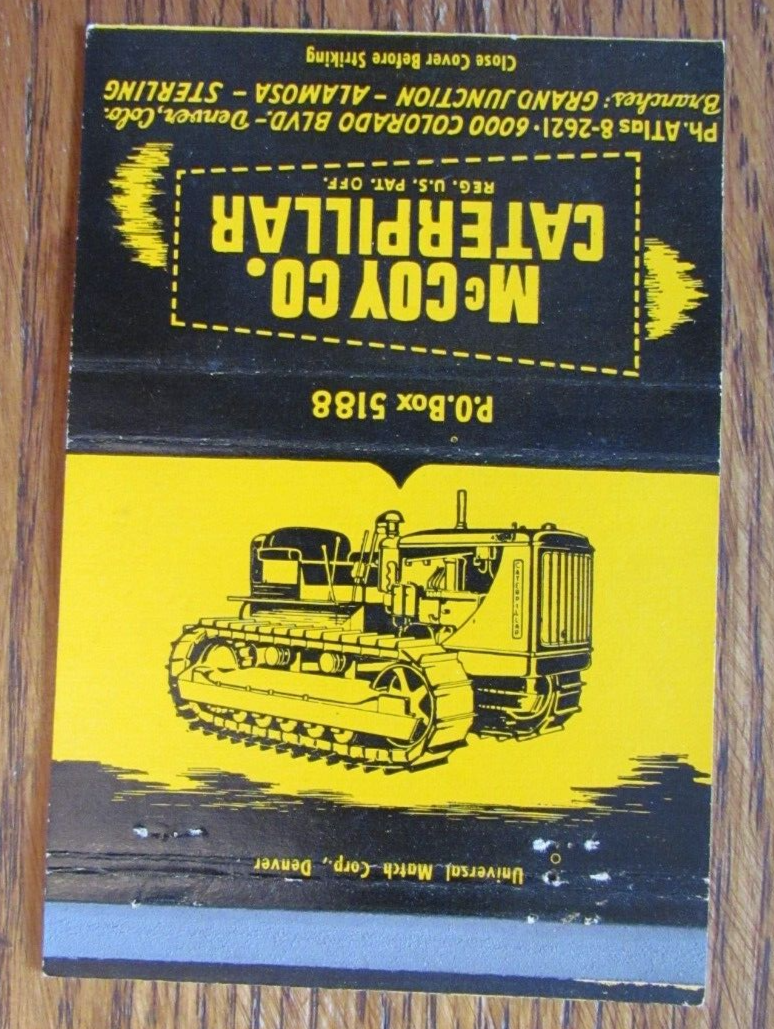 P.O.Box 5188
McCOY CO.
CATERPILLAR
REG. U.S. PAT. OFF.
Ph.ATlas 8-2621·6000 COLORADO BLVD.-Denver,Colo.
Branches: GRAND JUNCTION - ALAMOSA - STERLING
Close Cover Before Striking
CATERPILLAR
Universal Match Corp., Denver